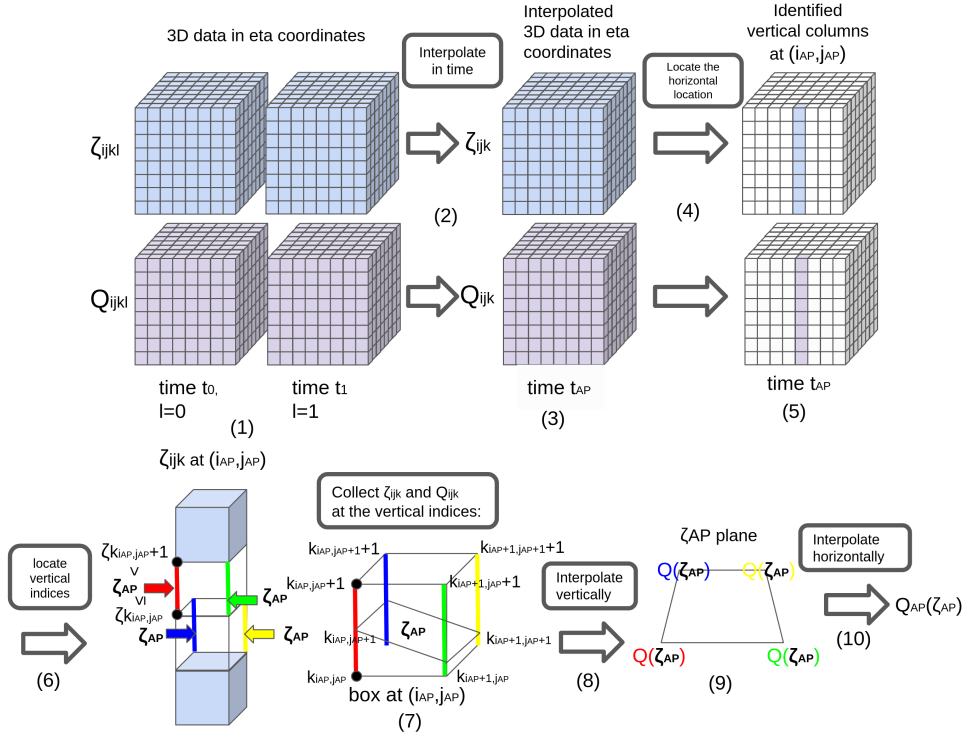 3D data in eta coordinates
Interpolate
in time
Interpolated
3D data in eta
coordinates
Locate the
horizontal
location
Identified
vertical columns
at (iAP,jAP)
ζijkl
ζijk
(2)
(4)
Qijkl
Qijk
time t0,
l=0
time t1
l=1
(1)
time tAP
(3)
time tAP
(5)
ζijk at (iAP,jAP)
locate
vertical
indices
(6)
ζkiAP,jAP+1
<
ζAP
≤
ζkiAP,jAP
ζAP
ζAP
ζAP
Collect ζijk and Qijk
at the vertical indices:
kiAP,jAP+1+1
kiAP+1,jAP+1+1
kiAP,jAP+1
kiAP+1,jAP+1
kiAP,jAP+1
ζAP
kiAP+1,jAP+1
kiAP,jAP
kiAP+1,jAP
box at (iAP,jAP)
(7)
Interpolate
vertically
(8)
ζAP plane
Q(ζAP)
Q(ζAP)
Q(ζAP)
Q(ζAP)
(9)
Interpolate
horizontally
(10)
QAP(ζAP)